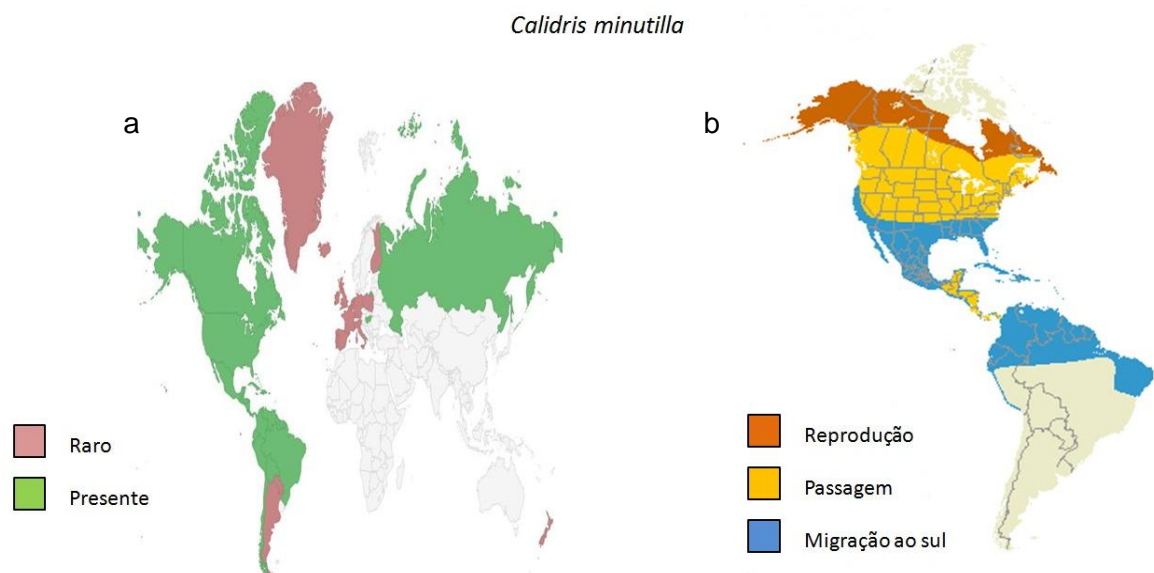 Calidris minutilla
a
b
Raro
Presente
Reprodução
Passagem
Migração ao sul